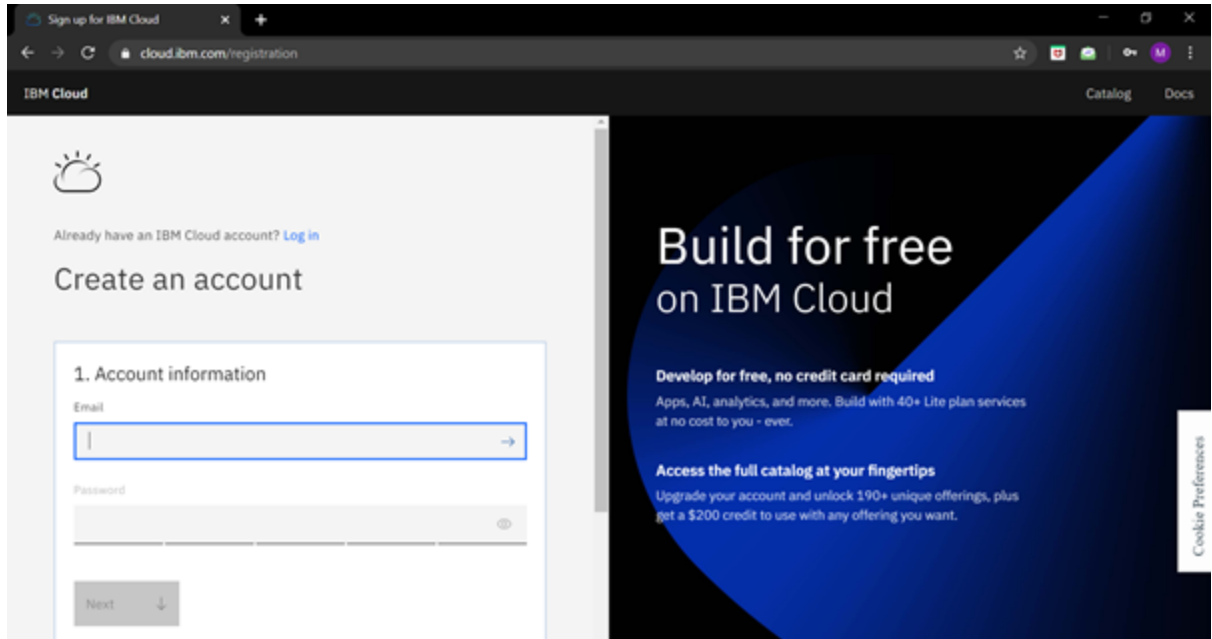 Sign up for IBM Cloud
cloud.ibm.com/registration
M
IBM Cloud
Catalog
Docs
Already have an IBM Cloud account? Log in
Create an account
1. Account information
Email
Password
Next
Build for free
on IBM Cloud
Develop for free, no credit card required
Apps, AI, analytics, and more. Build with 40+ Lite plan services
at no cost to you - ever.
Access the full catalog at your fingertips
Upgrade your account and unlock 190+ unique offerings, plus
get a $200 credit to use with any offering you want.
Cookie Preferences